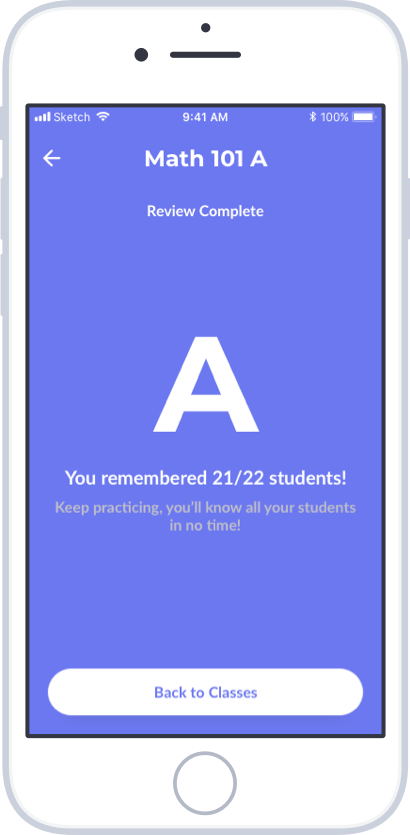 Sketch 9:41 AM 100%
Math 101 A
Review Complete
A
You remembered 21/22 students!
Keep practicing, you'll know all your students
in no time!
Back to Classes